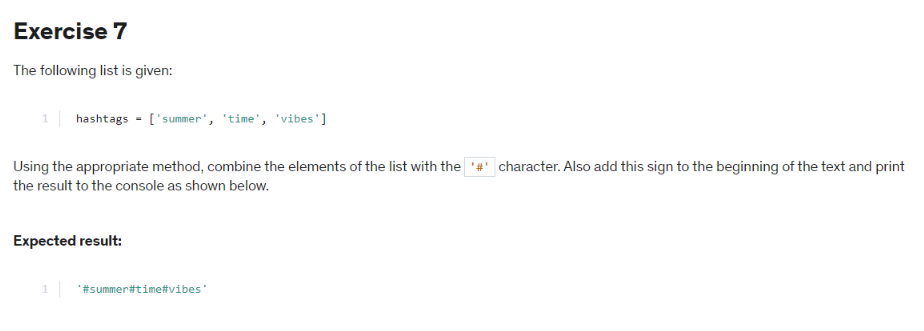 Exercise 7
The following list is given:
1 hashtags = ['summer', 'time', 'vibes']
Using the appropriate method, combine the elements of the list with the '#' character. Also add this sign to the beginning of the text and print
the result to the console as shown below.
Expected result:
1 '#summer#time#vibes'